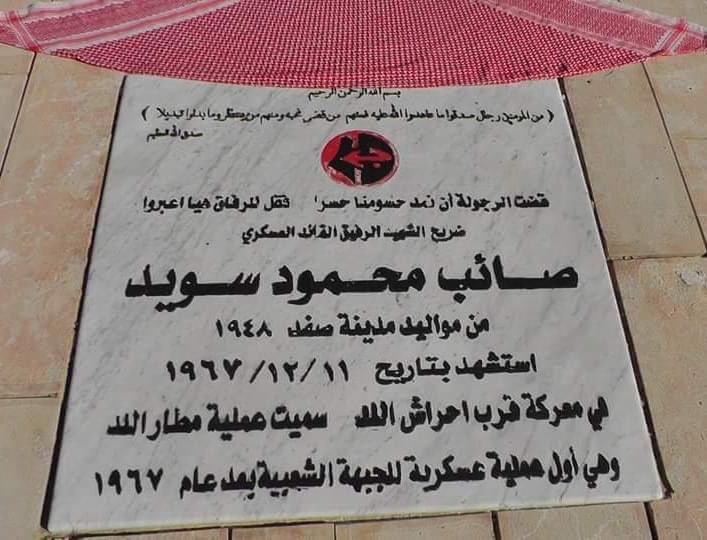 بسم الله الرحمن الرحيم
( من المؤمنين رجال صدقوا ما عاهدوا الله عليه فمنهم من قضى نحبه ومنهم من ينتظر وما بدلوا تبديلا )
صدق الله العظيم
قضت الرجولة أن نمد جسومنا جسرا فقل للرفاق هيا اعبروا
ضريح الشهيد الرفيق القائد العسكري
صائب محمود سويد
من مواليد مدينة صفد ١٩٤٨
استشهد بتاريخ ١٩٦٧/١٢/١١
في معركة قرب احراش اللد سميت عملية مطار اللد
وهي أول عملية عسكرية للجبهة الشعبية بعد عام ١٩٦٧